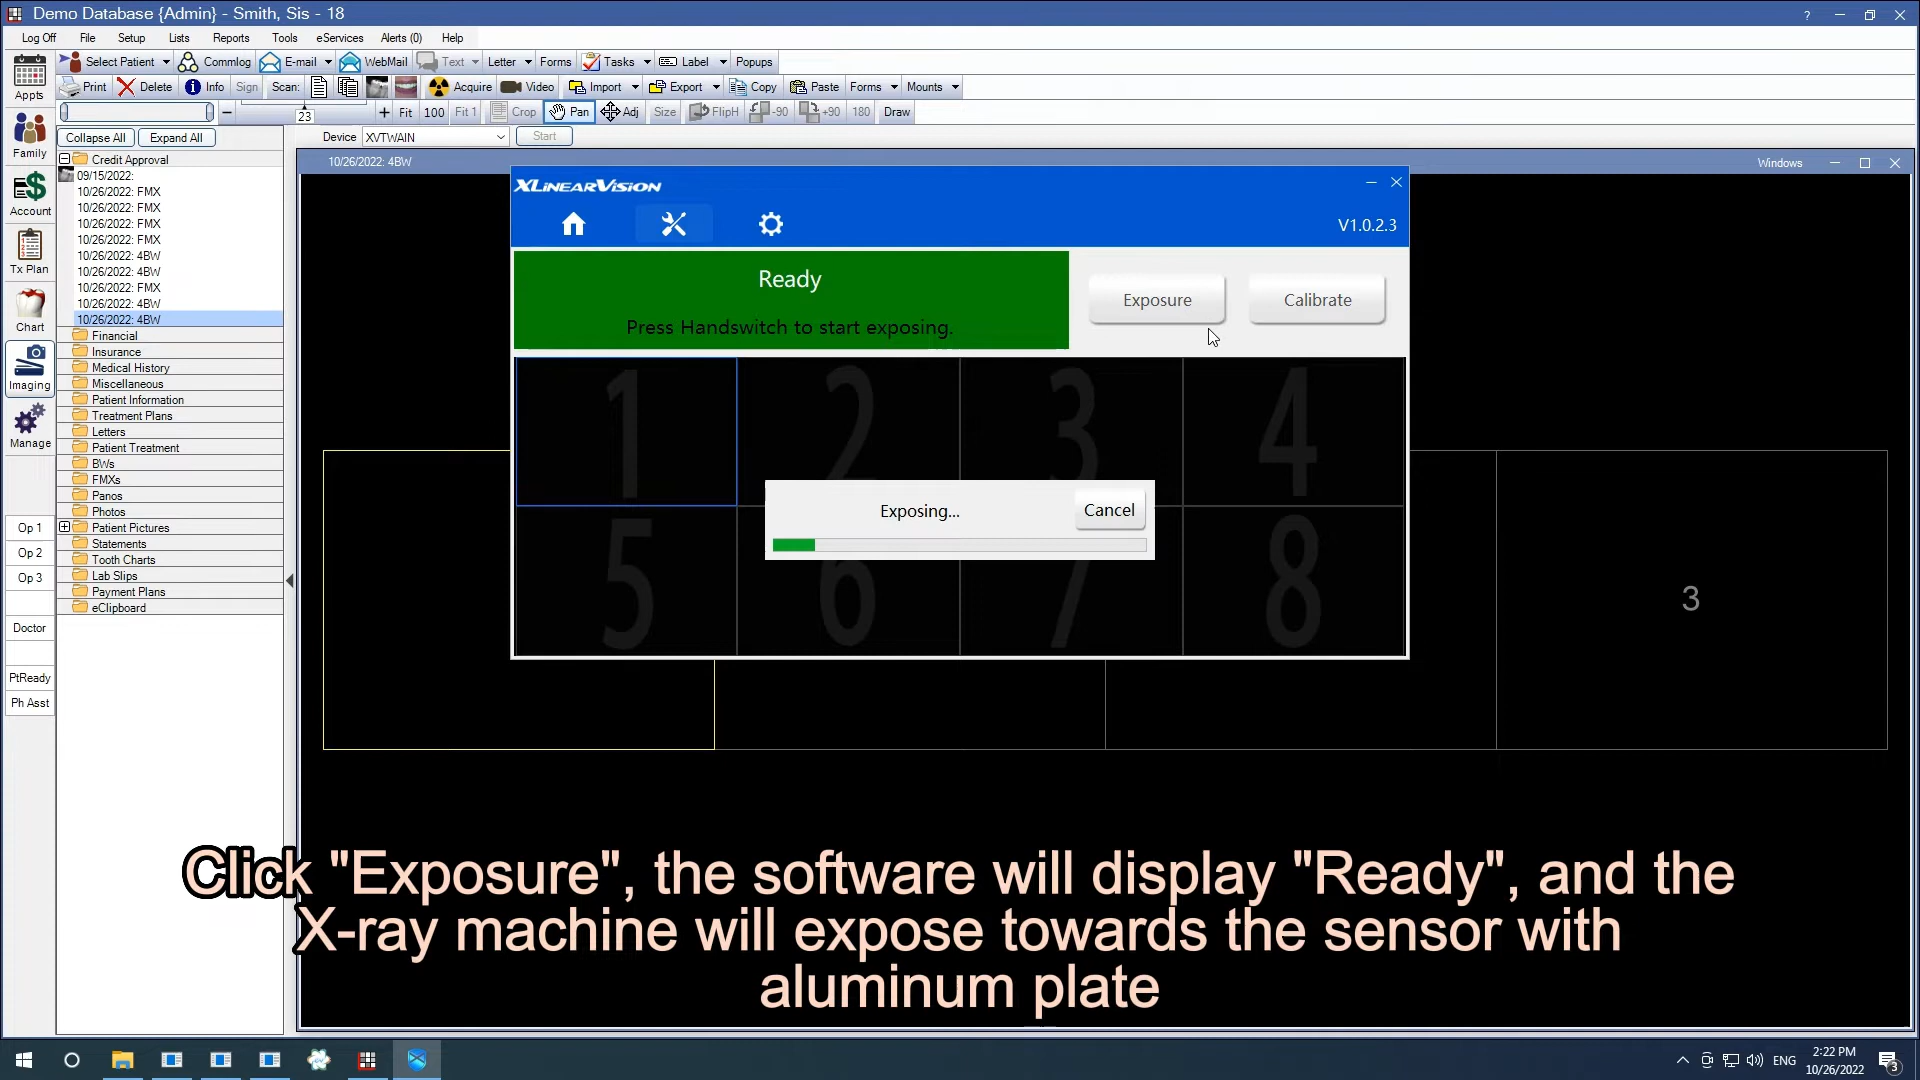 Demo Database {Admin} - Smith, Sis - 18
?
Log Off File Setup Lists Reports Tools eServices Alerts (0) Help
Select Patient Commlog E-mail WebMail Text Letter Forms Tasks Label Popups
Print Delete Info Sign Scan: Acquire Video Import Export Copy Paste Forms Mounts
23 Fit 100 Fit 1 Crop Pan Adj Size FlipH -90 +90 180 Draw
Collapse All Expand All Device XVTWAIN Start
Appts
Family
Account
Tx Plan
Chart
Imaging
Manage
Op 1
Op 2
Op 3
Doctor
PtReady
Ph Asst
Credit Approval
09/15/2022:
10/26/2022: FMX
10/26/2022: FMX
10/26/2022: FMX
10/26/2022: FMX
10/26/2022: 4BW
10/26/2022: 4BW
10/26/2022: FMX
10/26/2022: 4BW
10/26/2022: 4BW
Financial
Insurance
Medical History
Miscellaneous
Patient Information
Treatment Plans
Letters
Patient Treatment
BWs
FMXs
Panos
Photos
Patient Pictures
Statements
Tooth Charts
Lab Slips
Payment Plans
eClipboard
10/26/2022: 4BW Windows
XLINEARVISION
V1.0.2.3
Ready
Press Handswitch to start exposing.
Exposure Calibrate
1 2 3 4
Exposing... Cancel
5 6 7 8
3
Click "Exposure", the software will display "Ready", and the
X-ray machine will expose towards the sensor with
aluminum plate
ENG
2:22 PM
10/26/2022
3